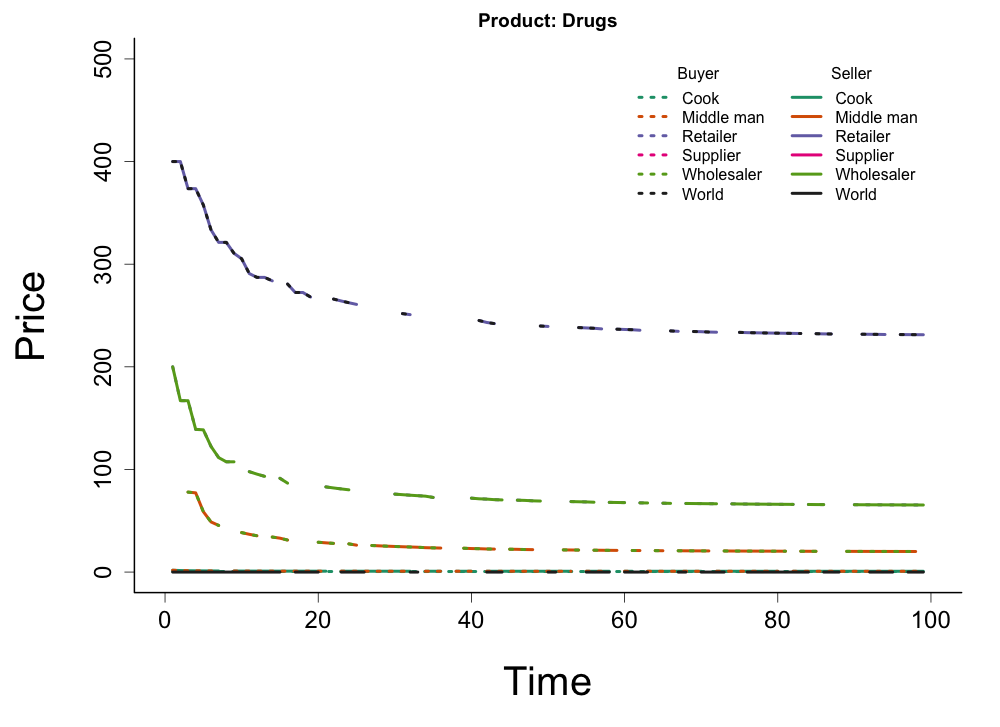 Product: Drugs
Buyer Seller
Cook Cook
Middle man Middle man
Retailer Retailer
Supplier Supplier
Wholesaler Wholesaler
World World
Price
500
400
300
200
100
0
0 20 40 60 80 100
Time